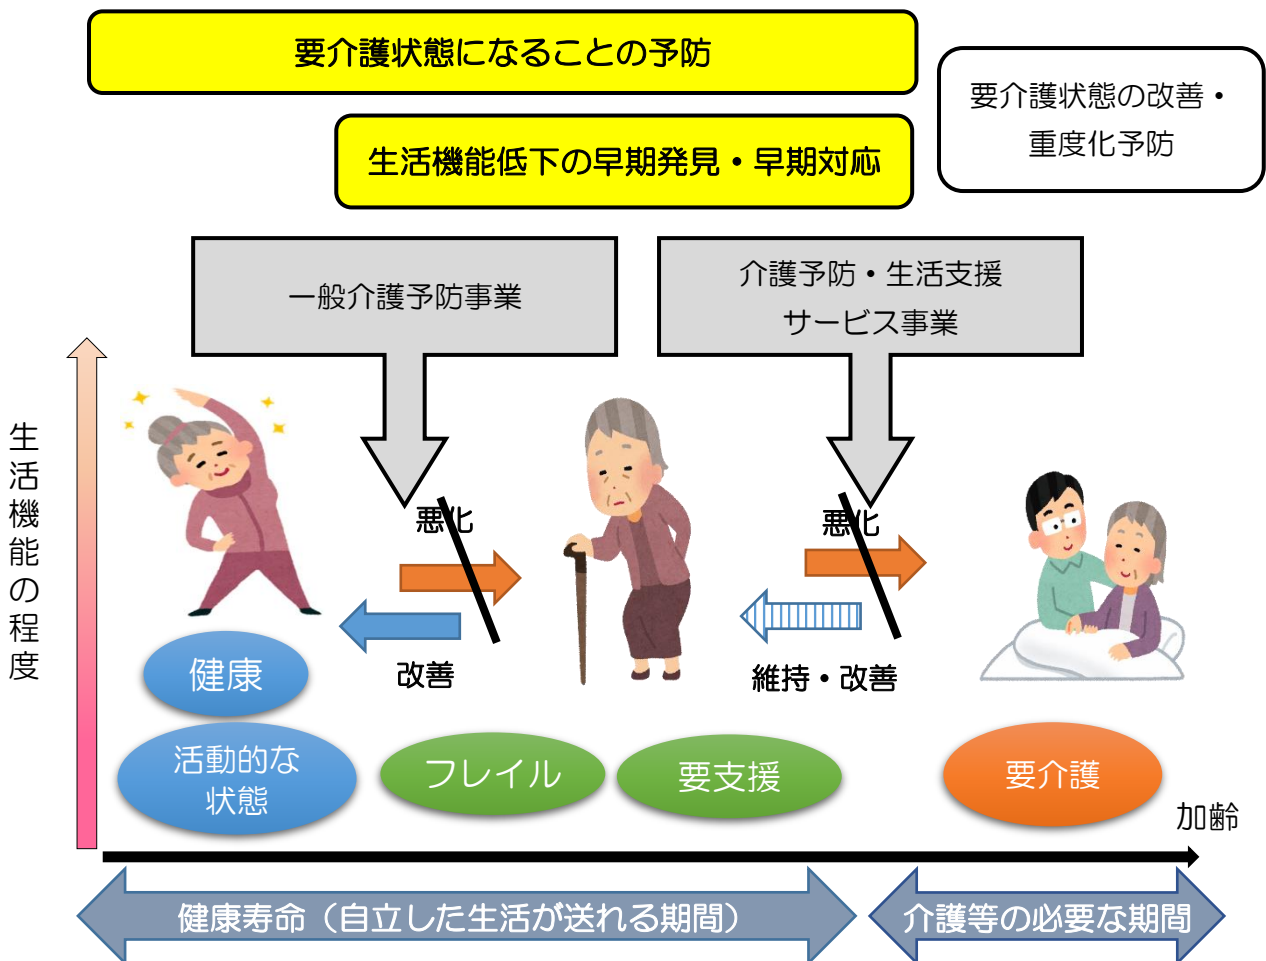 要介護状態になることの予防
要介護状態の改善・
重度化予防
生活機能低下の早期発見・早期対応
一般介護予防事業
介護予防・生活支援
サービス事業
生活機能の程度
悪化
改善
悪化
維持・改善
健康
活動的な
状態
フレイル
要支援
要介護
加齢
健康寿命（自立した生活が送れる期間）
介護等の必要な期間